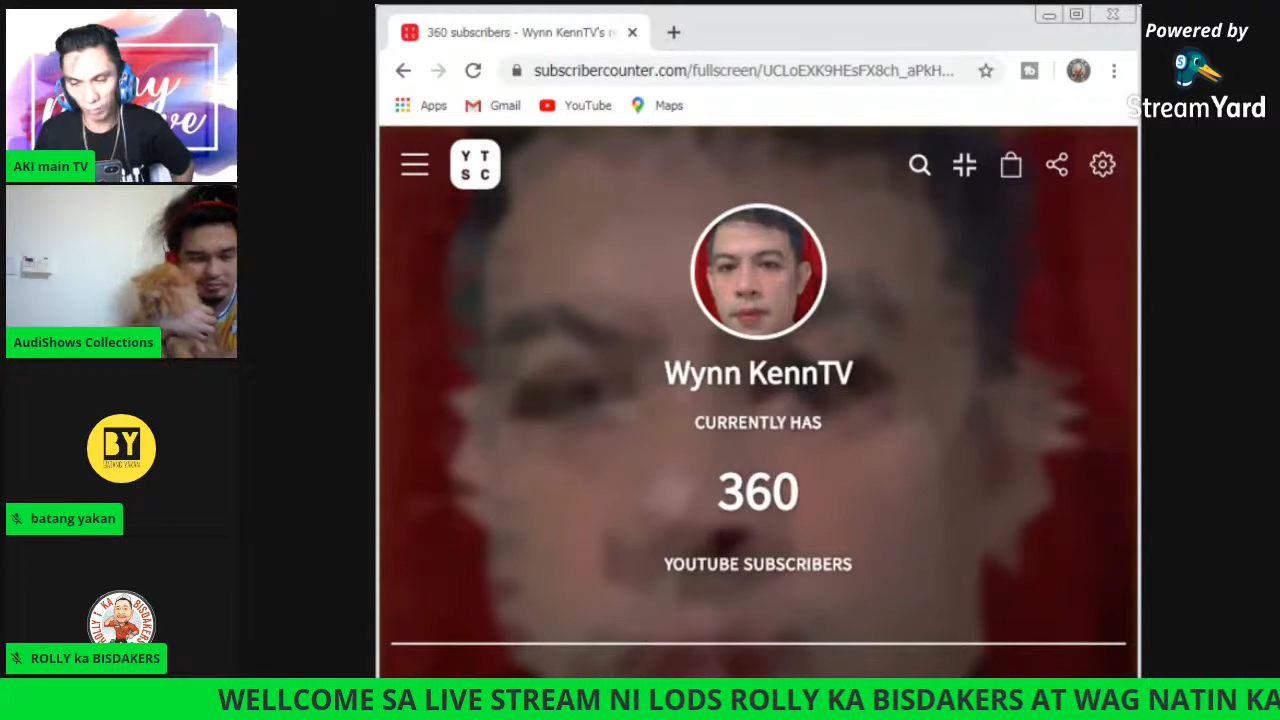 AKI main TV
AudiShows Collections
BY
batang yakan
ROLLY ka BISDAKERS
360 subscribers - Wynn KennTV's r
subscribercounter.com/fullscreen/UCLoEXK9HEsFX8ch_aPkH...
Apps
Gmail
YouTube
Maps
Y T
S C
Wynn KennTV
CURRENTLY HAS
360
YOUTUBE SUBSCRIBERS
Powered by
StreamYard
WELLCOME SA LIVE STREAM NI LODS ROLLY KA BISDAKERS AT WAG NATIN KA